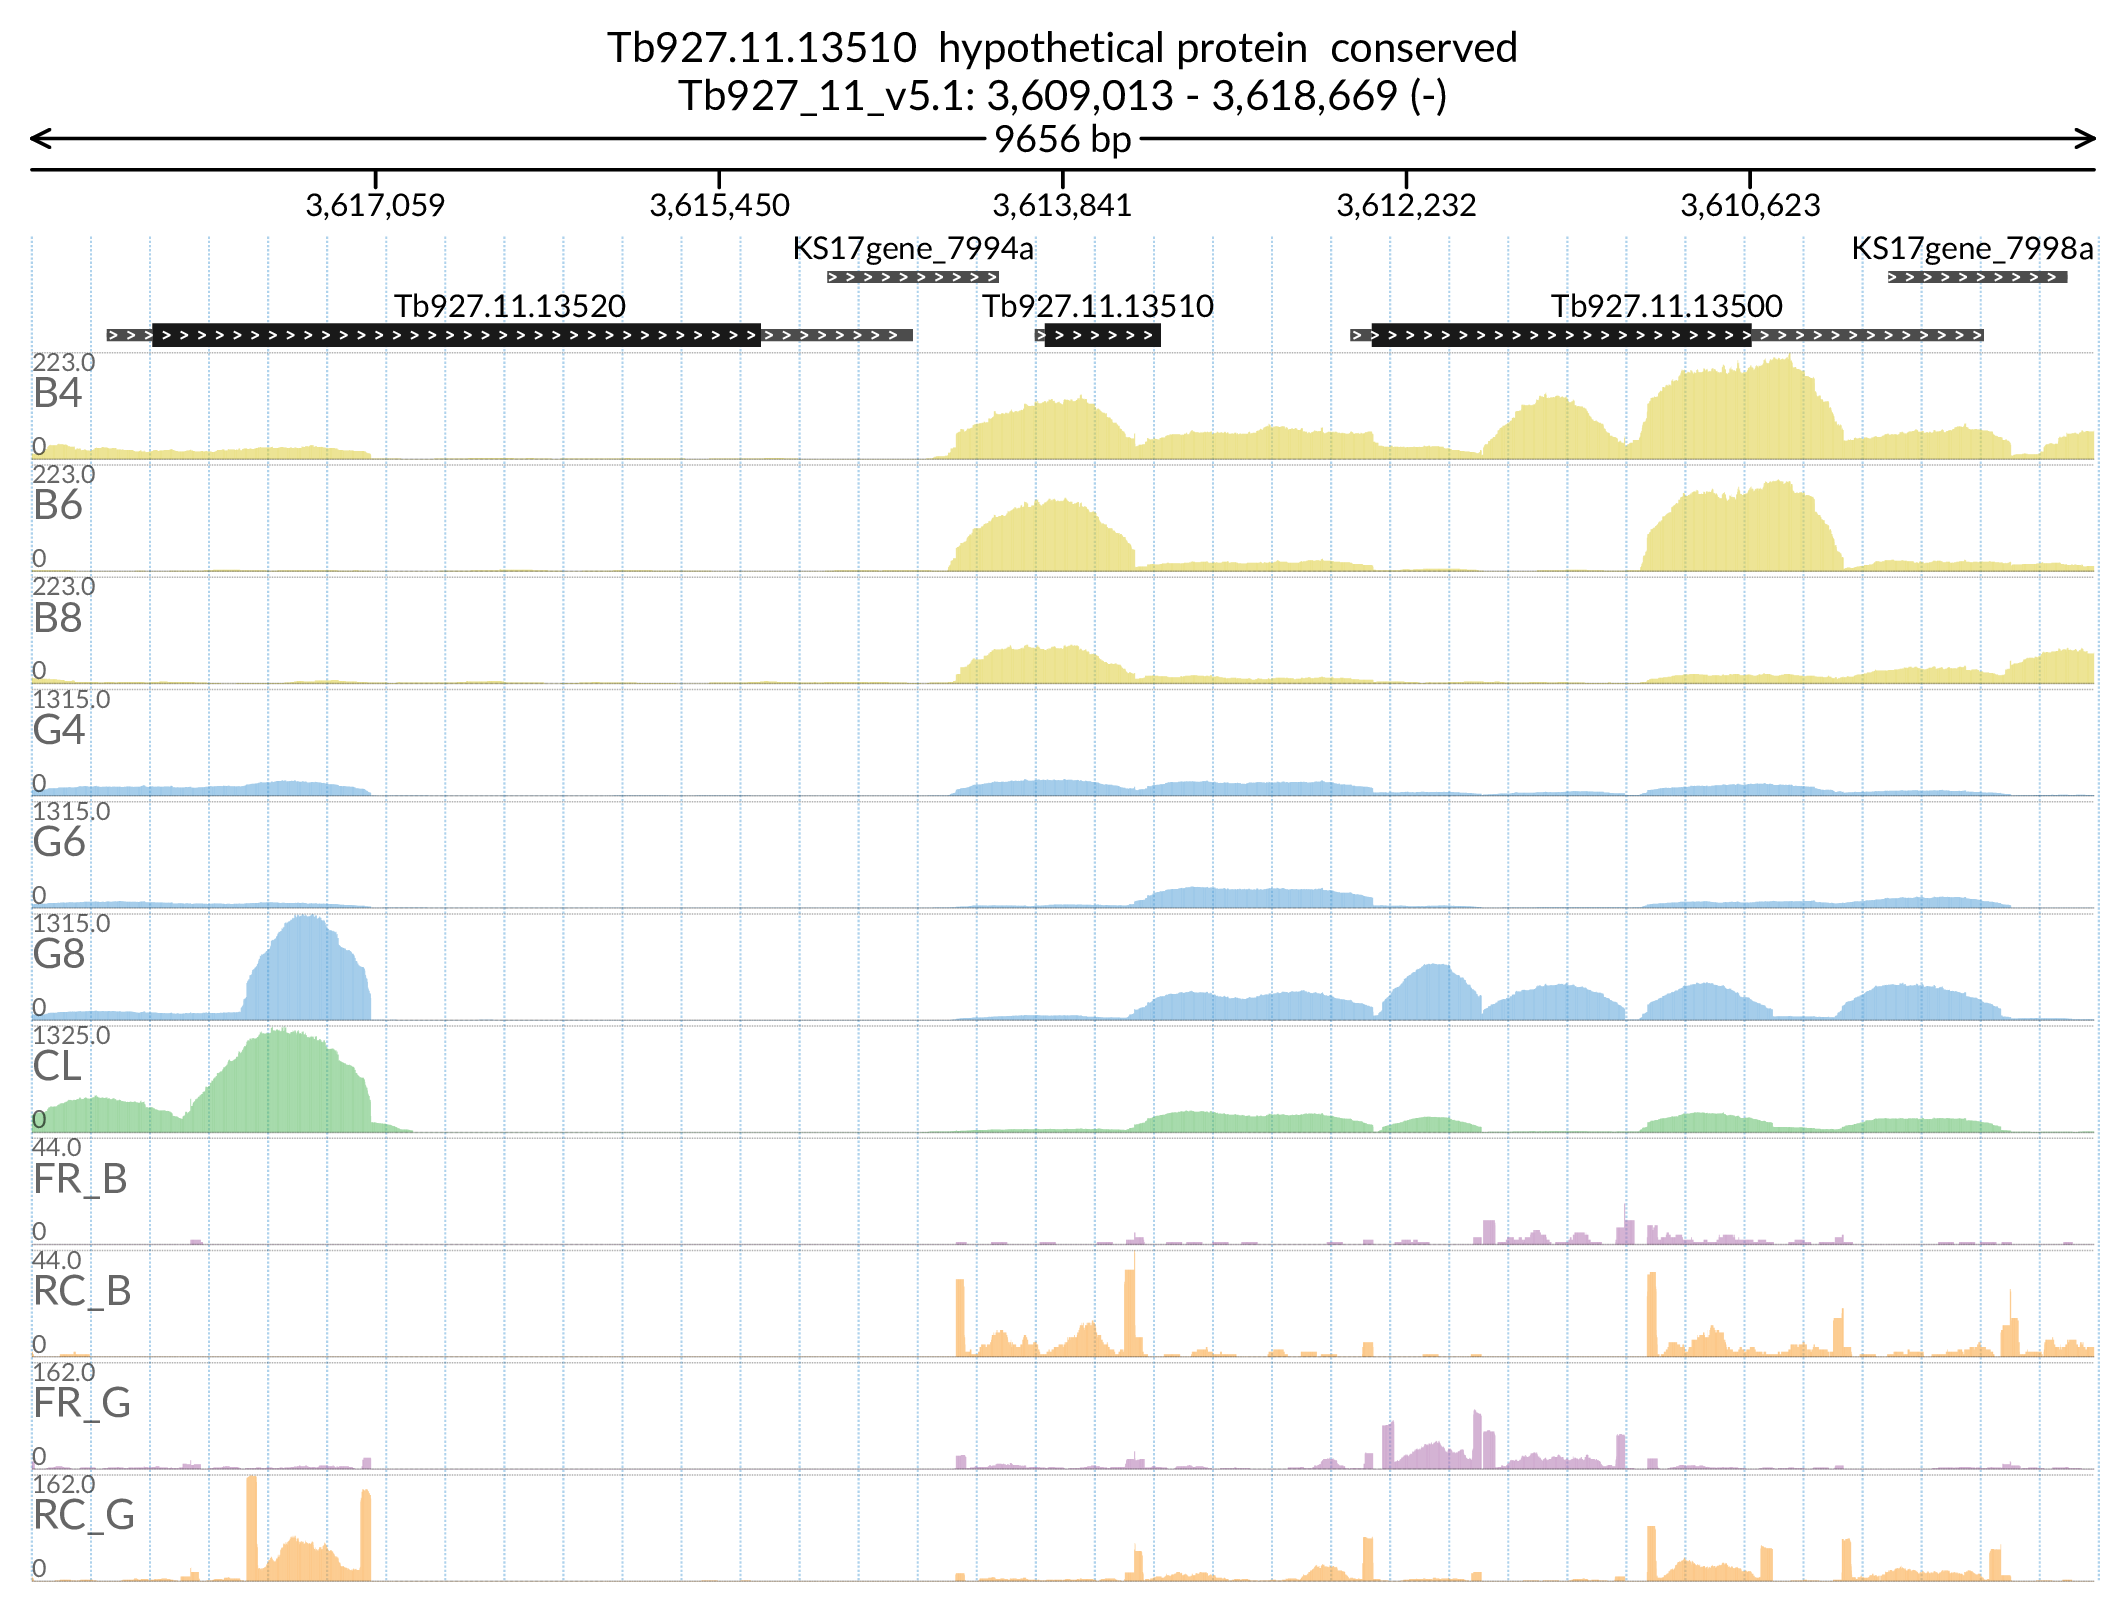 Tb927.11.13510 hypothetical protein conserved
Tb927_11_v5.1: 3,609,013 - 3,618,669 (-)
9656 bp
3,617,059 3,615,450 3,613,841 3,612,232 3,610,623
KS17gene_7994a KS17gene_7998a
Tb927.11.13520 Tb927.11.13510 Tb927.11.13500
223.0
B4
0
223.0
B6
0
223.0
B8
0
1315.0
G4
0
1315.0
G6
0
1315.0
G8
0
1325.0
CL
0
44.0
FR_B
0
44.0
RC_B
0
162.0
FR_G
0
162.0
RC_G
0